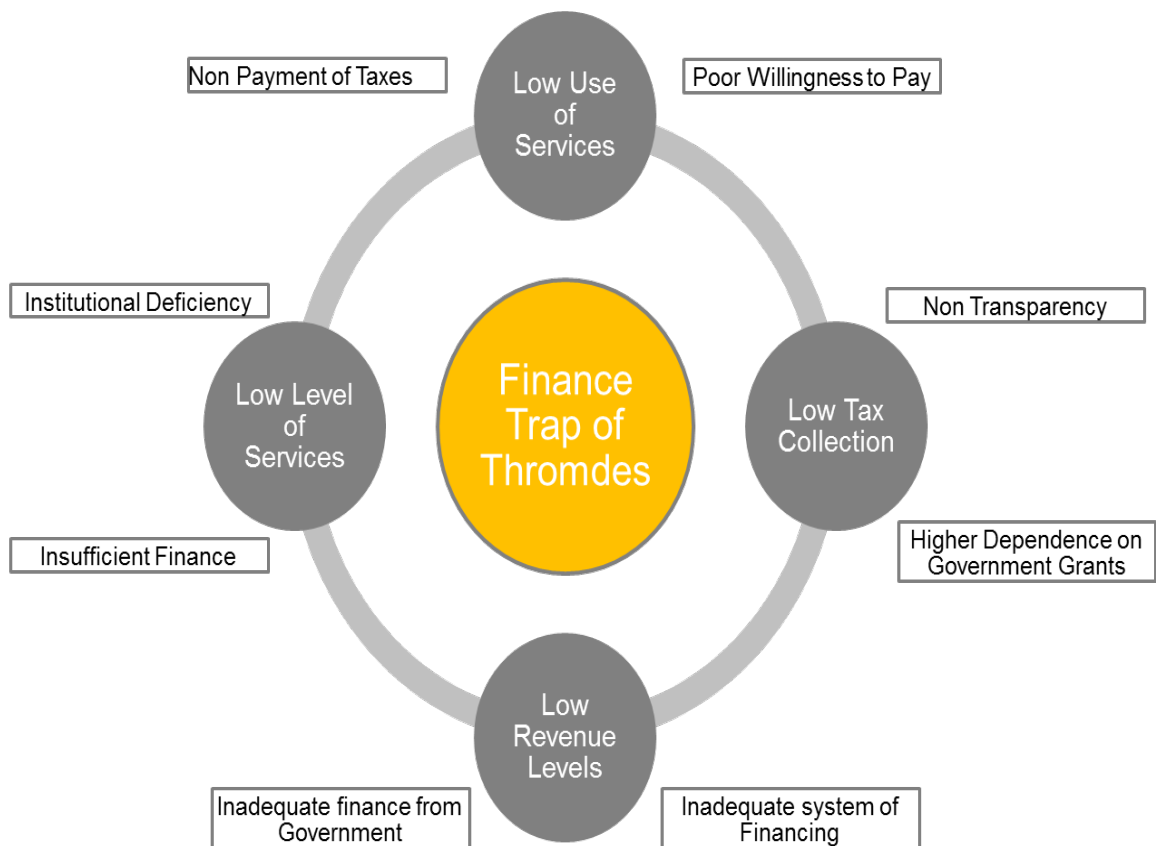 Non Payment of Taxes
Low Use
of
Services
Poor Willingness to Pay
Institutional Deficiency
Non Transparency
Low Level
of
Services
Finance
Trap of
Thromdes
Low Tax
Collection
Insufficient Finance
Higher Dependence on
Government Grants
Low
Revenue
Levels
Inadequate finance from
Government
Inadequate system of
Financing